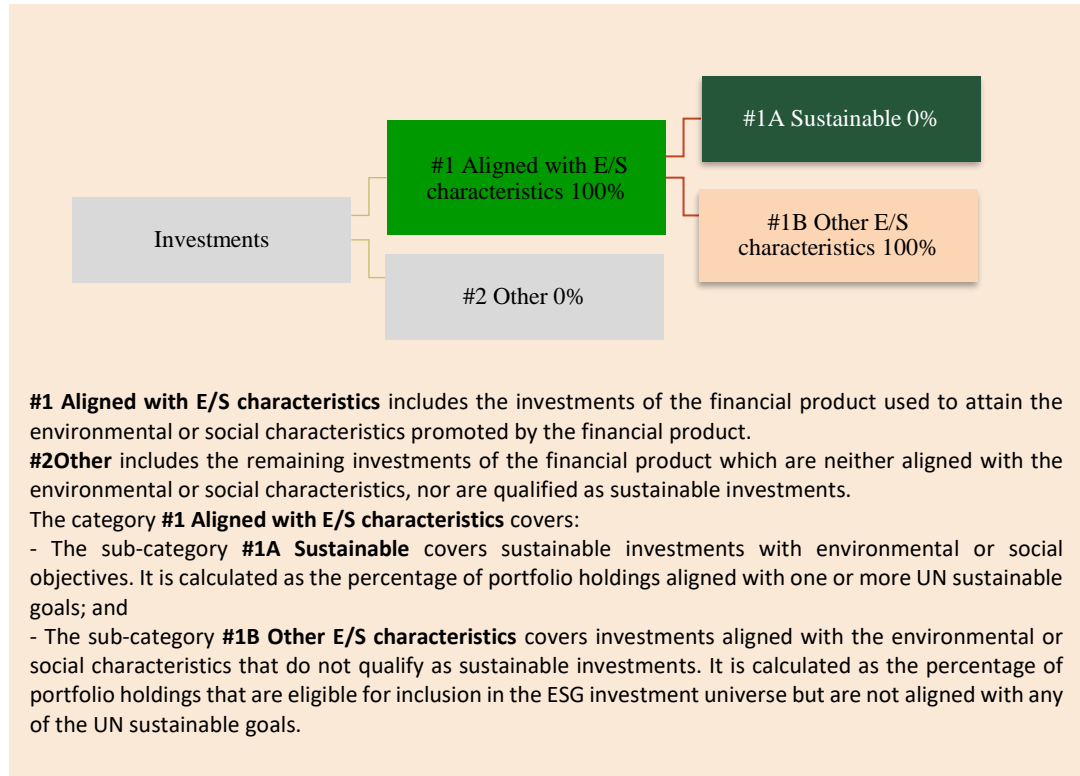 #1A Sustainable 0%
#1 Aligned with E/S
characteristics 100%
#1B Other E/S
characteristics 100%
Investments
#2 Other 0%
#1 Aligned with E/S characteristics includes the investments of the financial product used to attain the
environmental or social characteristics promoted by the financial product.
#2Other includes the remaining investments of the financial product which are neither aligned with the
environmental or social characteristics, nor are qualified as sustainable investments.
The category #1 Aligned with E/S characteristics covers:
- The sub-category #1A Sustainable covers sustainable investments with environmental or social
objectives. It is calculated as the percentage of portfolio holdings aligned with one or more UN sustainable
goals; and
- The sub-category #1B Other E/S characteristics covers investments aligned with the environmental or
social characteristics that do not qualify as sustainable investments. It is calculated as the percentage of
portfolio holdings that are eligible for inclusion in the ESG investment universe but are not aligned with any
of the UN sustainable goals.